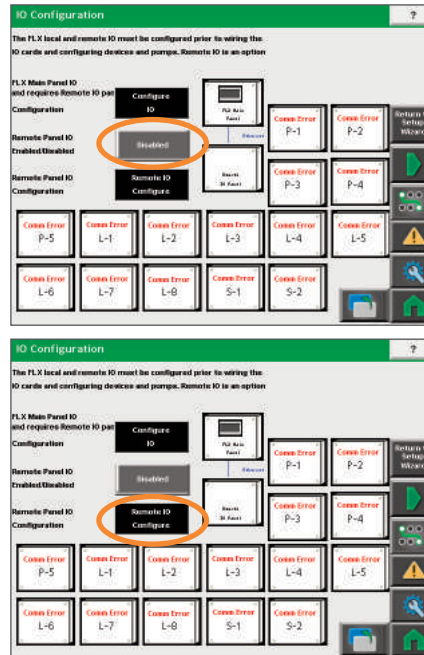 IO Configuration
?
The FLX local and remote IO must be configured prior to wiring the
IO cards and configuring devices and pumps. Remote IO is an option
FLX Main Panel IO
and requires Remote IO pan
Configuration
Configure
IO
FLX Main
Panel
Ethernet
Remote Panel IO
Enabled/Disabled
Disabled
Remote
IO Panel
Remote Panel IO
Configuration
Remote IO
Configure
Comm Error
P-1
Comm Error
P-2
Return
Setup
Wizard
Comm Error
P-3
Comm Error
P-4
Comm Error
P-5
Comm Error
L-1
Comm Error
L-2
Comm Error
L-3
Comm Error
L-4
Comm Error
L-5
Comm Error
L-6
Comm Error
L-7
Comm Error
L-8
Comm Error
S-1
Comm Error
S-2
IO Configuration
?
The FLX local and remote IO must be configured prior to wiring the
IO cards and configuring devices and pumps. Remote IO is an option
FLX Main Panel IO
and requires Remote IO pan
Configuration
Configure
IO
FLX Main
Panel
Ethernet
Remote Panel IO
Enabled/Disabled
Disabled
Remote
IO Panel
Remote Panel IO
Configuration
Remote IO
Configure
Comm Error
P-1
Comm Error
P-2
Return
Setup
Wizard
Comm Error
P-3
Comm Error
P-4
Comm Error
P-5
Comm Error
L-1
Comm Error
L-2
Comm Error
L-3
Comm Error
L-4
Comm Error
L-5
Comm Error
L-6
Comm Error
L-7
Comm Error
L-8
Comm Error
S-1
Comm Error
S-2